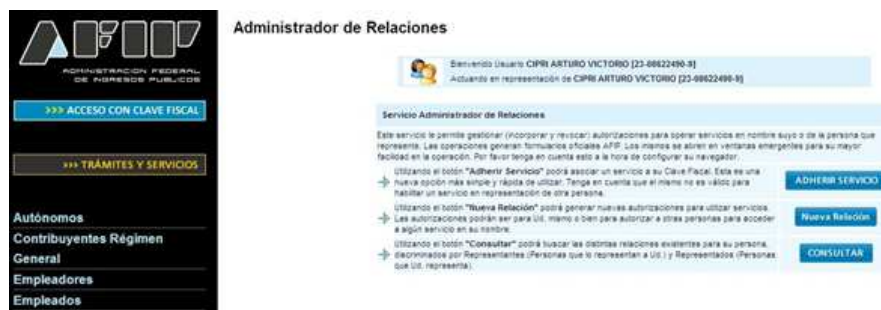 AFIP
ADMINISTRACION FEDERAL
DE INGRESOS PUBLICOS
>>> ACCESO CON CLAVE FISCAL
>>> TRÁMITES Y SERVICIOS
Autónomos
Contribuyentes Régimen
General
Empleadores
Empleados
Administrador de Relaciones
Bienvenido Usuario CIPRI ARTURO VICTORIO [23-08622490-9]
Actuando en representación de CIPRI ARTURO VICTORIO [23-08622490-9]
Servicio Administrador de Relaciones
Este servicio le permite gestionar (incorporar y revocar) autorizaciones para operar servicios en nombre suyo o de la persona que
representa. Las operaciones generan formularios oficiales AFIP. Los mismos se abren en ventanas emergentes para su mayor
facilidad en la operación. Por favor tenga en cuenta esto a la hora de configurar su navegador.
Utilizando el botón "Adherir Servicio" podrá asociar un servicio a su Clave Fiscal. Esta es una
nueva opción más simple y rápida de utilizar. Tenga en cuenta que el mismo no es válido para
habilitar un servicio en representación de otra persona.
ADHERIR SERVICIO
Utilizando el botón "Nueva Relación" podrá generar nuevas autorizaciones para utilizar servicios.
Las autorizaciones podrán ser para Ud. mismo o bien para autorizar a otras personas para acceder
a algún servicio en su nombre.
Nueva Relación
Utilizando el botón "Consultar" podrá buscar las distintas relaciones existentes para su persona,
discriminados por Representantes (Personas que lo representan a Ud.) y Representados (Personas
que Ud. representa).
CONSULTAR